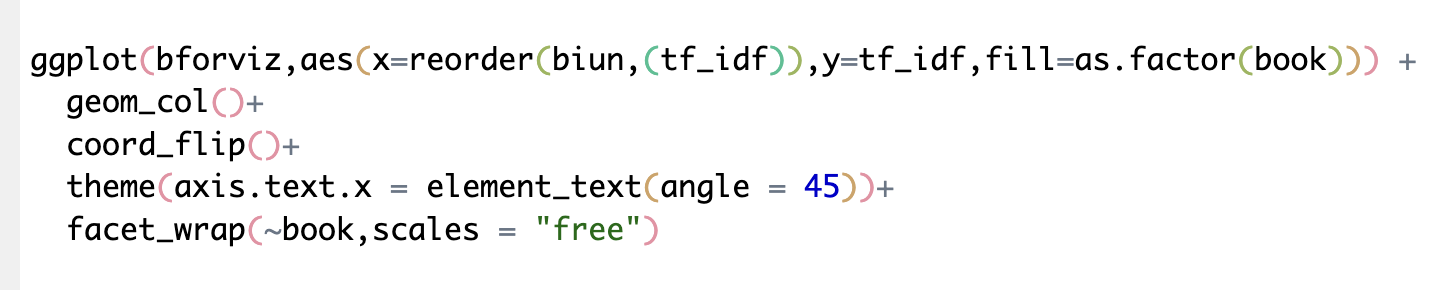 ggplot(bforviz,aes(x=reorder(biun,(tf_idf)),y=tf_idf,fill=as.factor(book))) +
  geom_col()+
  coord_flip()+
  theme(axis.text.x = element_text(angle = 45))+
  facet_wrap(~book,scales = "free")